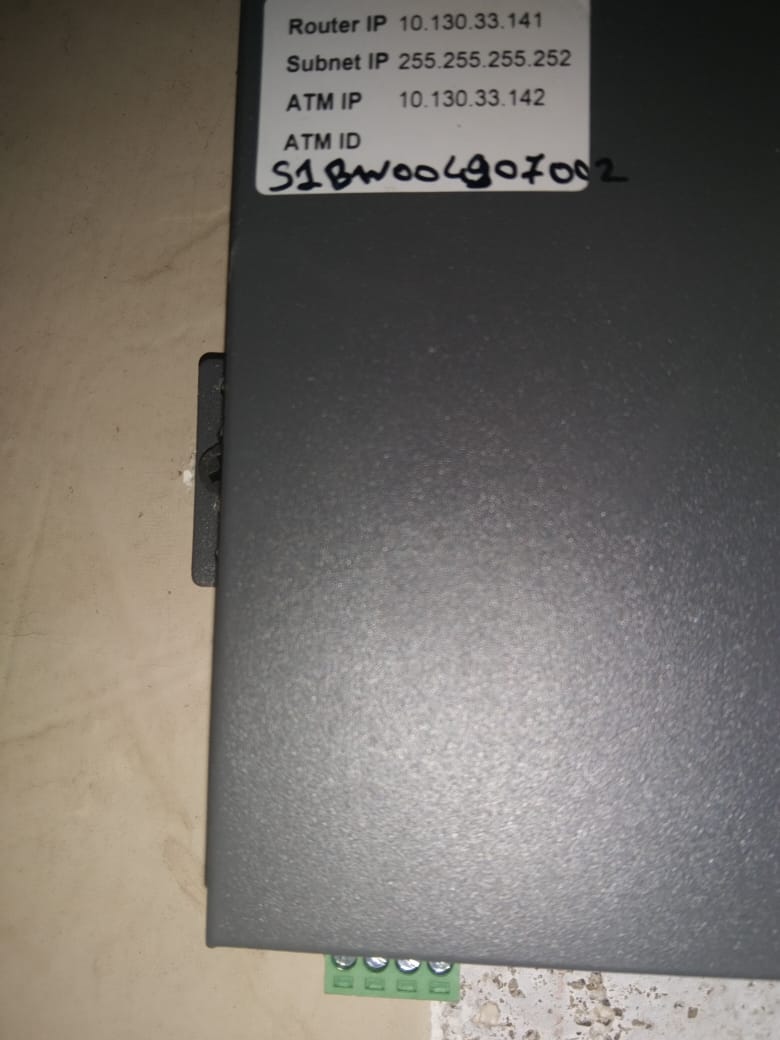 Router IP 10.130.33.141
Subnet IP 255.255.255.252
ATM IP 10.130.33.142
ATM ID
S1BW004907002